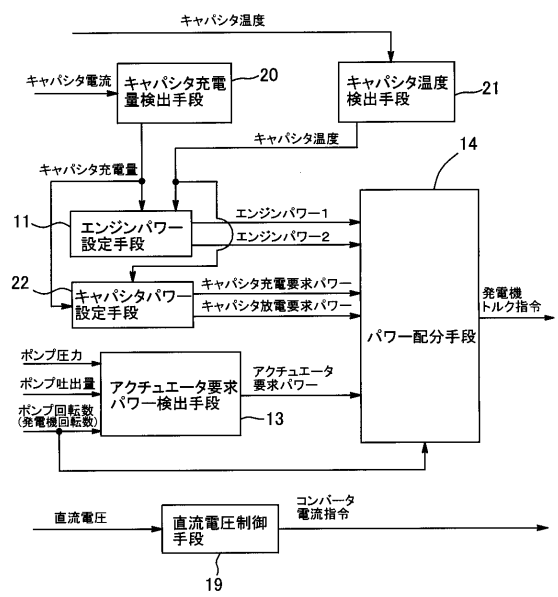 キャパシタ温度
キャパシタ電流
キャパシタ充電
量検出手段
20
キャパシタ温度
検出手段
21
キャパシタ温度
14
キャパシタ充電量
11
エンジンパワー
設定手段
エンジンパワー1
エンジンパワー2
22
キャパシタパワー
設定手段
キャパシタ充電要求パワー
キャパシタ放電要求パワー
パワー配分手段
発電機
トルク指令
ポンプ圧力
ポンプ吐出量
ポンプ回転数
(発電機回転数)
アクチュエータ要求
パワー検出手段
13
アクチュエータ
要求パワー
直流電圧
直流電圧制御
手段
19
コンバータ
電流指令